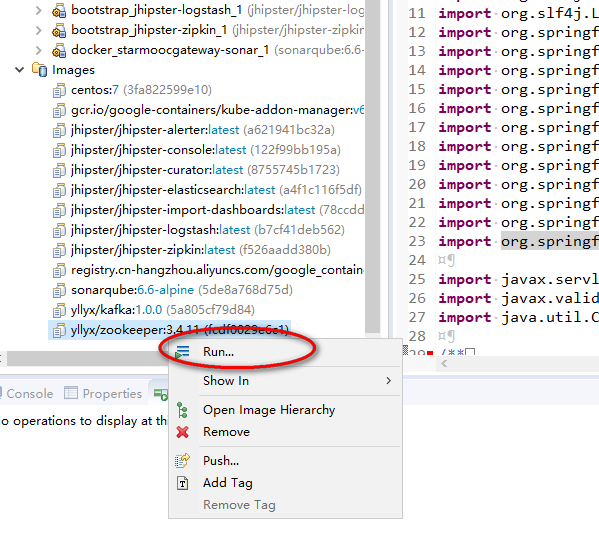 bootstrap_jhipster-logstash_1 (jhipster/jhipster
bootstrap_jhipster-zipkin_1 (jhipster/jhipster-z
docker_starmoocgateway-sonar_1 (sonarqube:6.6-
Images
centos:7 (3fa822599e10)
gcr.io/google-containers/kube-addon-manager:v6
jhipster/jhipster-alerter:latest (a621941bc32a)
jhipster/jhipster-console:latest (122f99bb195a)
jhipster/jhipster-curator:latest (8755745b1723)
jhipster/jhipster-elasticsearch:latest (a4f1c116f5df)
jhipster/jhipster-import-dashboards:latest (78ccdd
jhipster/jhipster-logstash:latest (b7cf41deb562)
jhipster/jhipster-zipkin:latest (f526aadd380b)
registry.cn-hangzhou.aliyuncs.com/google_contain
sonarqube:6.6-alpine (5de8a768d75d)
yllyx/kafka:1.0.0 (5a805cf79d84)
yllyx/zookeeper:3.4.11 (fcdf0029e6c1)
Run...
Show In
Open Image Hierarchy
Remove
Push...
Add Tag
Remove Tag
Console
Properties
o operations to display at th
11 import org.slf4j.L
12 import org.springf
13 import org.springf
14 import org.springf
15 import org.springf
16 import org.springf
17 import org.springf
18 import org.springf
19 import org.springf
20 import org.springf
21 import org.springf
22 import org.springf
23 import org.springf
24 ¤¶
25 import javax.servl
26 import javax.valid
27 import java.util.C
28 ¤¶
29 /**